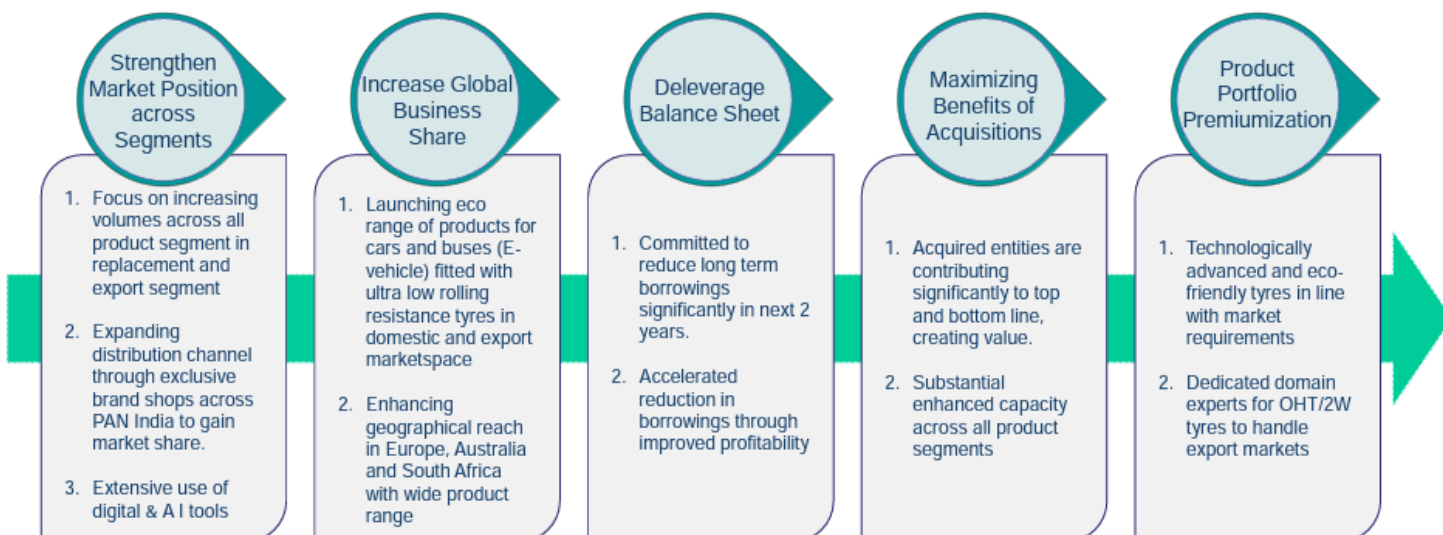 Strengthen
Market Position
across
Segments
1. Focus on increasing
volumes across all
product segment in
replacement and
export segment
2. Expanding
distribution channel
through exclusive
brand shops across
PAN India to gain
market share.
3. Extensive use of
digital & A I tools
Increase Global
Business
Share
1. Launching eco
range of products for
cars and buses (E-
vehicle) fitted with
ultra low rolling
resistance tyres in
domestic and export
marketspace
2. Enhancing
geographical reach
in Europe, Australia
and South Africa
with wide product
range
Deleverage
Balance Sheet
1. Committed to
reduce long term
borrowings
significantly in next 2
years.
2. Accelerated
reduction in
borrowings through
improved profitability
Maximizing
Benefits of
Acquisitions
1. Acquired entities are
contributing
significantly to top
and bottom line,
creating value.
2. Substantial
enhanced capacity
across all product
segments
Product
Portfolio
Premiumization
1. Technologically
advanced and eco-
friendly tyres in line
with market
requirements
2. Dedicated domain
experts for OHT/2W
tyres to handle
export markets